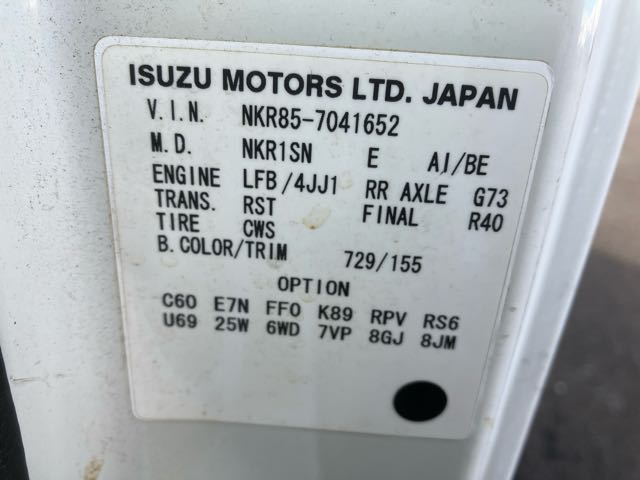 ISUZU MOTORS LTD. JAPAN
V.I.N. NKR85-7041652
M.D. NKR1SN E AI/BE
ENGINE LFB/4JJ1 RR AXLE G73
TRANS. RST FINAL R40
TIRE CWS
B.COLOR/TRIM 729/155
OPTION
C60 E7N FF0 K89 RPV RS6
U69 25W 6WD 7VP 8GJ 8JM